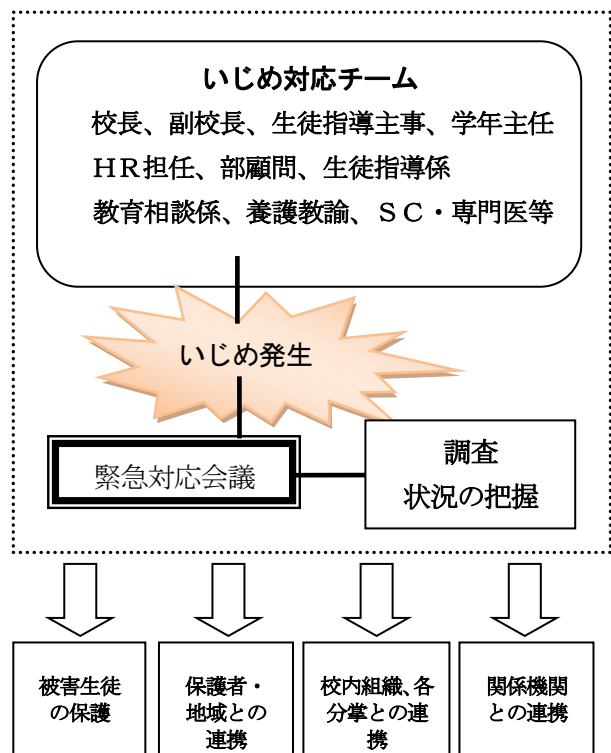 いじめ対応チーム
校長、副校長、生徒指導主事、学年主任
ＨＲ担任、部顧問、生徒指導係
教育相談係、養護教諭、ＳＣ・専門医等
いじめ発生
緊急対応会議
調査
状況の把握
被害生徒
の保護
保護者・
地域との
連携
校内組織、各
分掌との連
携
関係機関
との連携